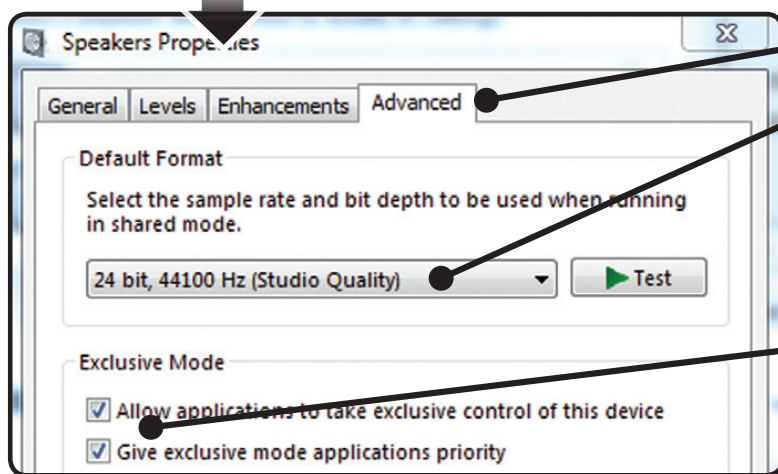 Speakers Properties
General Levels Enhancements Advanced
Default Format
Select the sample rate and bit depth to be used when running
in shared mode.
24 bit, 44100 Hz (Studio Quality) Test
Exclusive Mode
Allow applications to take exclusive control of this device
Give exclusive mode applications priority